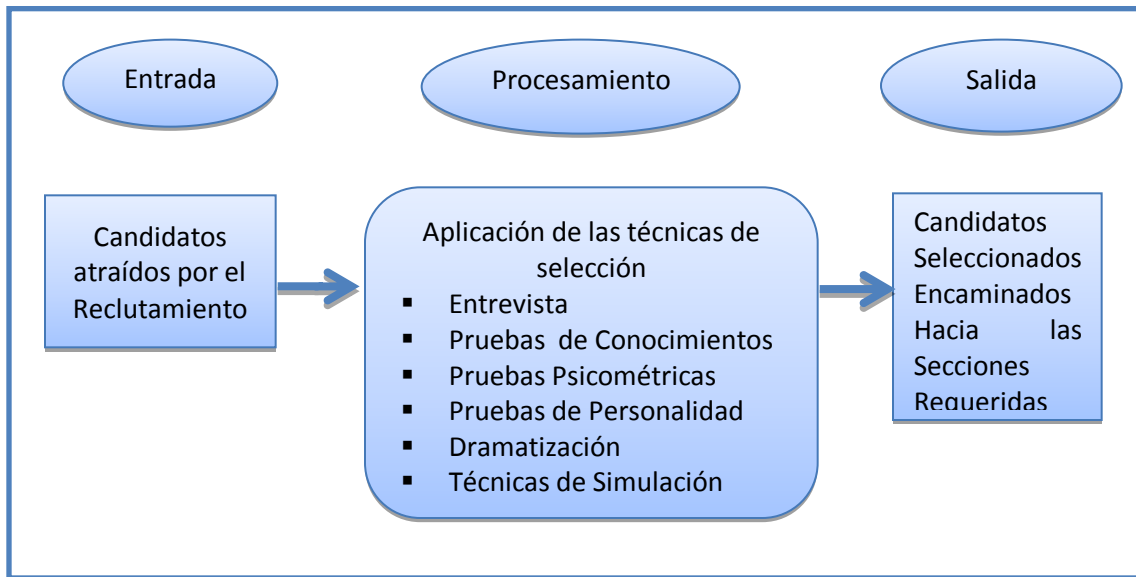 Entrada
Procesamiento
Salida
Candidatos
atraídos por el
Reclutamiento
Aplicación de las técnicas de
selección
▪ Entrevista
▪ Pruebas de Conocimientos
▪ Pruebas Psicométricas
▪ Pruebas de Personalidad
▪ Dramatización
▪ Técnicas de Simulación
Candidatos
Seleccionados
Encaminados
Hacia las
Secciones
Requeridas